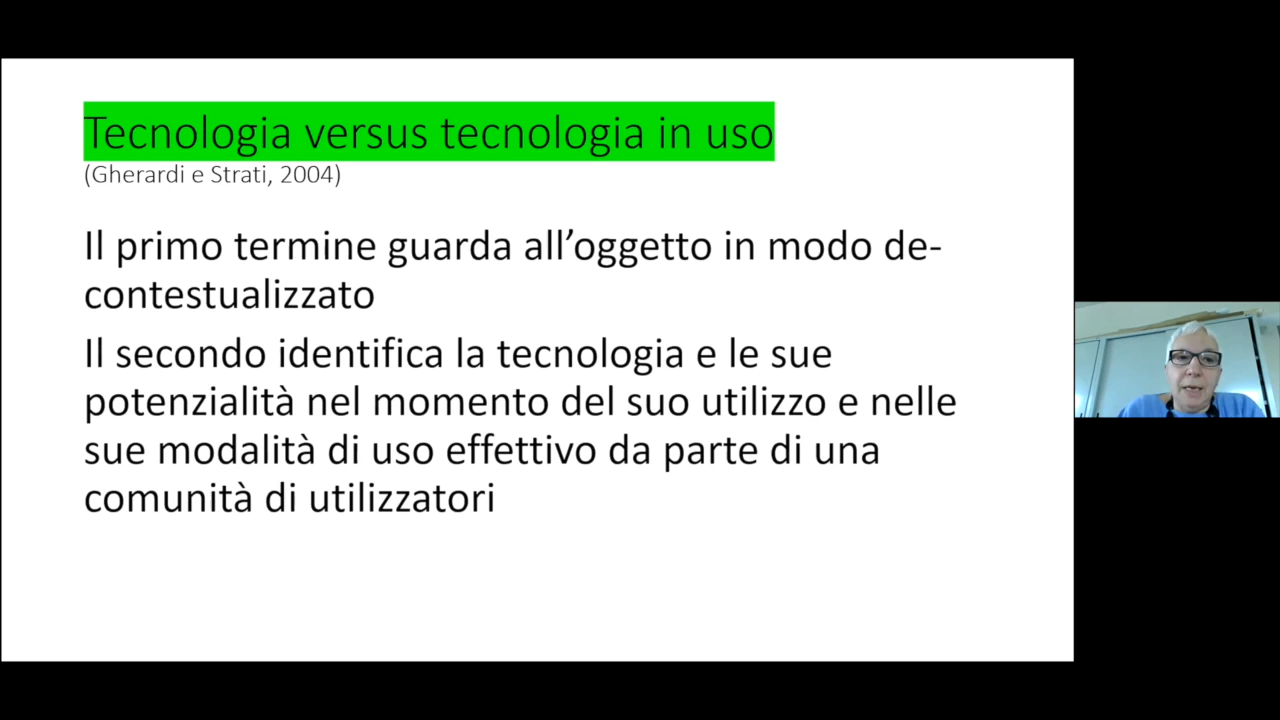 Tecnologia versus tecnologia in uso
(Gherardi e Strati, 2004)
Il primo termine guarda all’oggetto in modo de-
contestualizzato
Il secondo identifica la tecnologia e le sue
potenzialità nel momento del suo utilizzo e nelle
sue modalità di uso effettivo da parte di una
comunità di utilizzatori